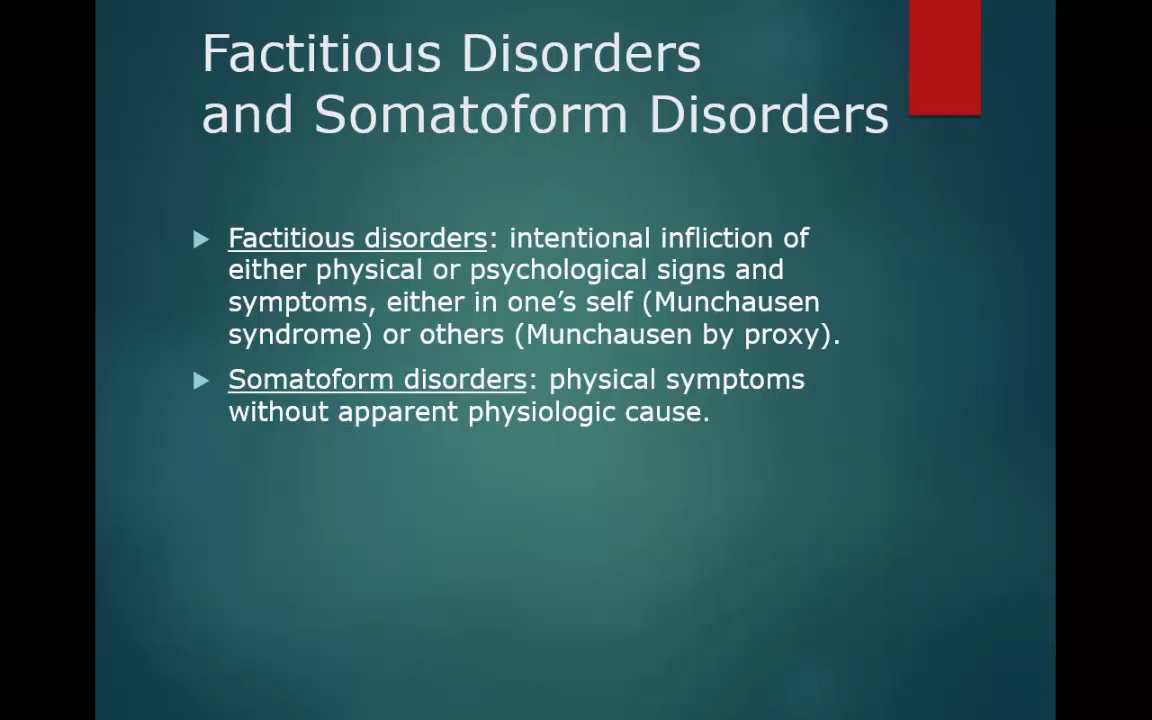 Factitious Disorders
and Somatoform Disorders
Factitious disorders: intentional infliction of
either physical or psychological signs and
symptoms, either in one’s self (Munchausen
syndrome) or others (Munchausen by proxy).
Somatoform disorders: physical symptoms
without apparent physiologic cause.